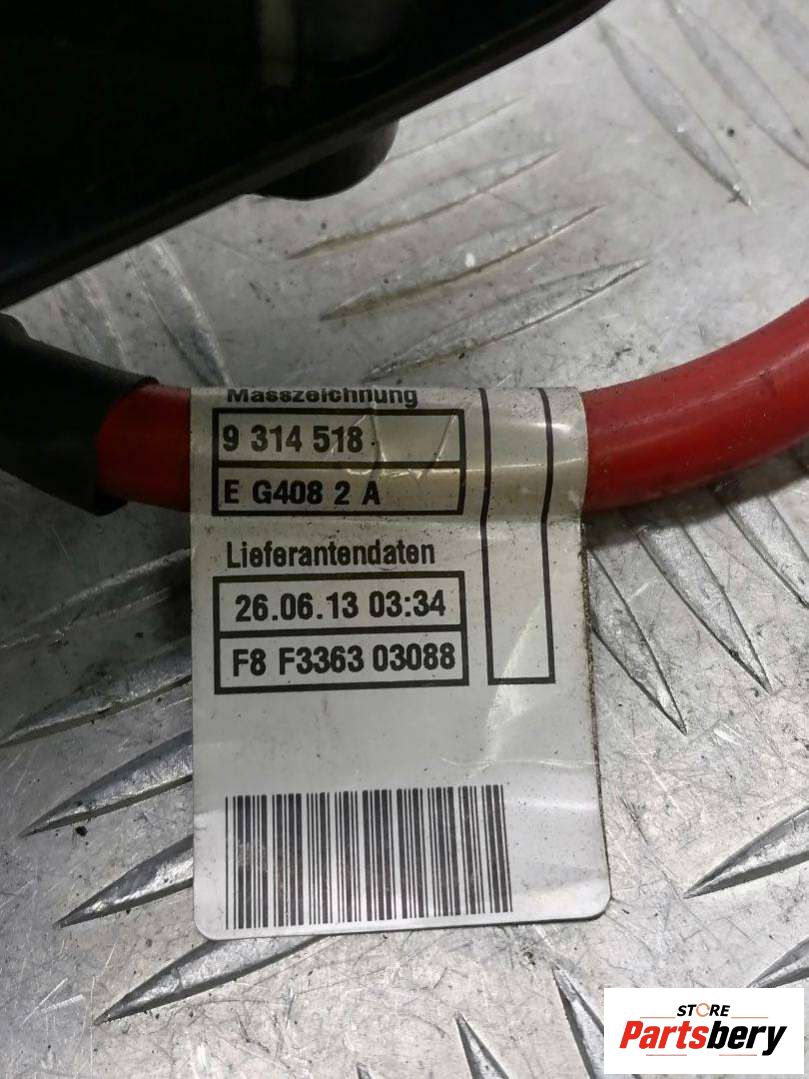 Masszeichnung
9 314 518
E G408 2 A
Lieferantendaten
26.06.13 03:34
F8 F3363 03088
STORE
Partsbery